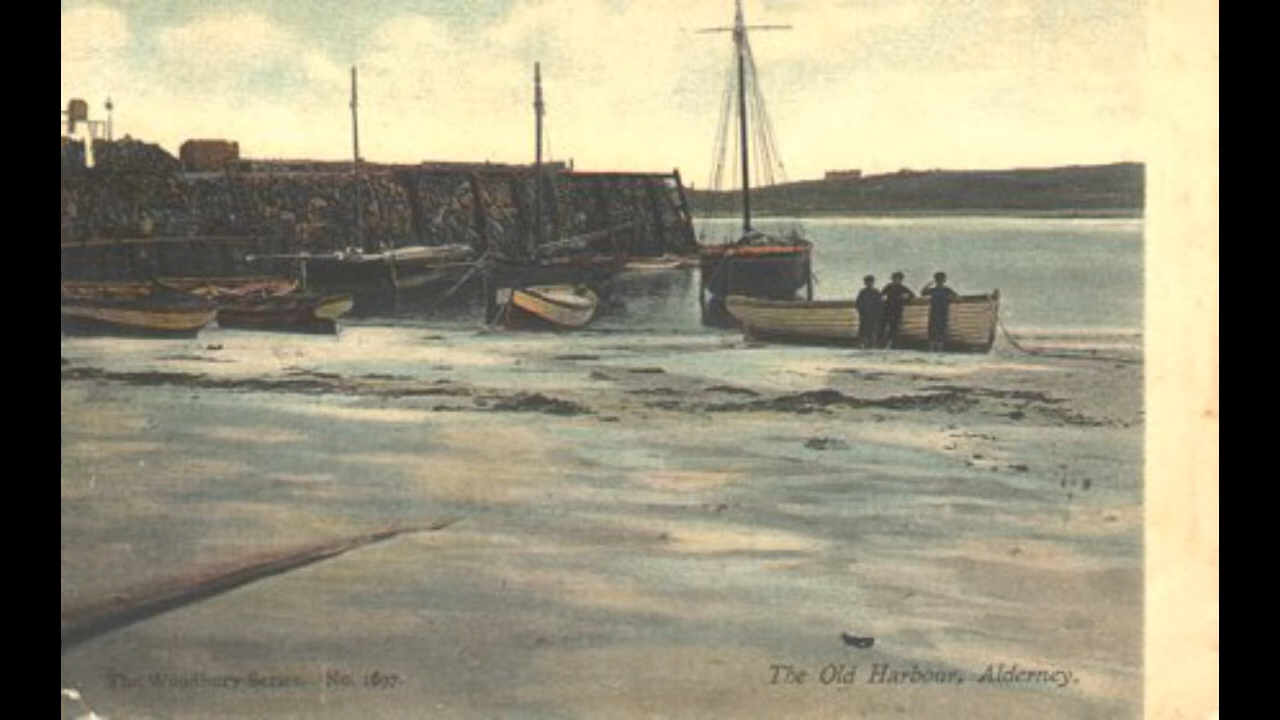 The Woodbury Series. No. 1697.
The Old Harbour, Alderney.